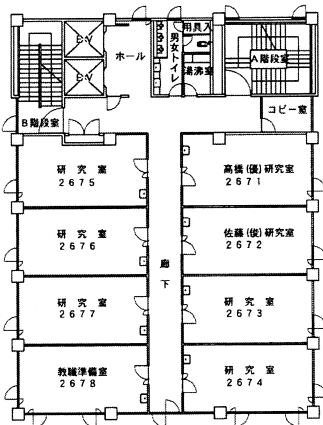 EV
EV
ホール
男女トイレ
用具入
湯沸室
A階段室
B階段室
コピー室
研究室
2675
高橋(優)研究室
2671
研究室
2676
佐藤(俊)研究室
2672
廊下
研究室
2677
研究室
2673
教職準備室
2678
研究室
2674